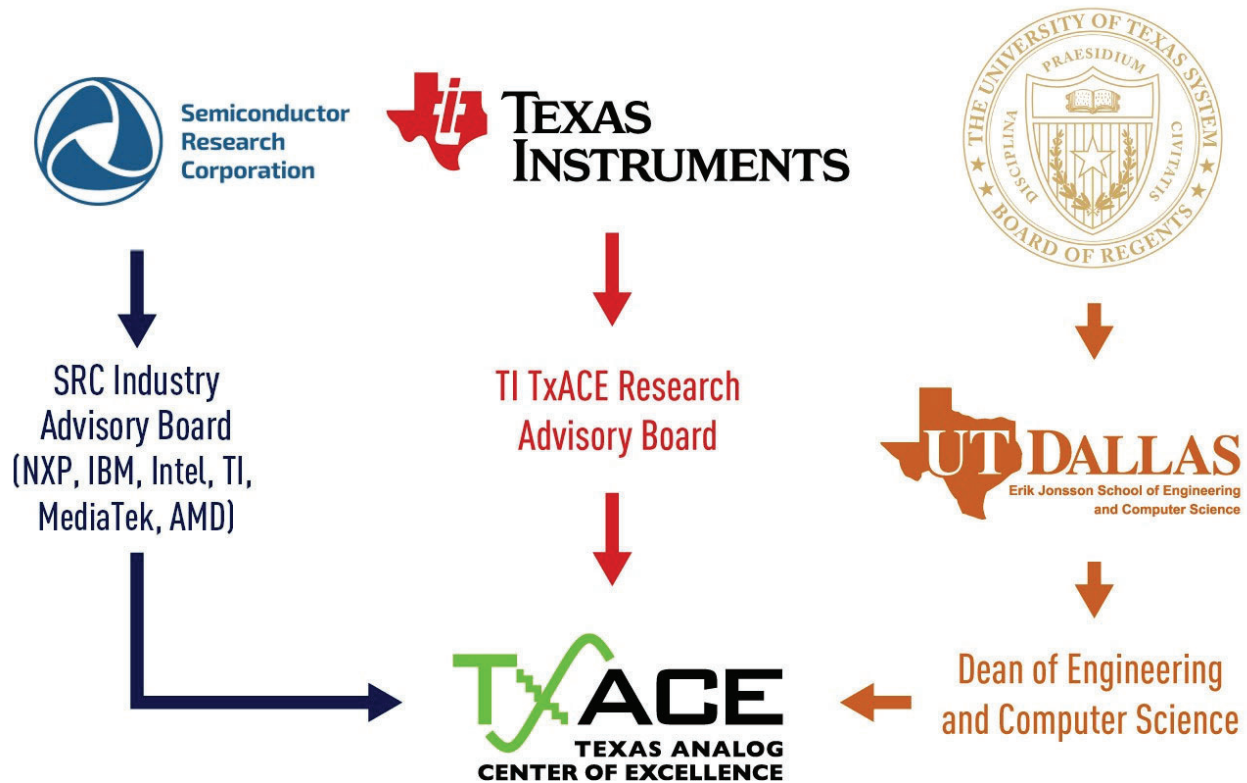 Semiconductor
Research
Corporation
ti
TEXAS
INSTRUMENTS
THE UNIVERSITY OF TEXAS SYSTEM
PRAESIDIUM
DISCIPLINA
CIVITATIS
BOARD OF REGENTS
SRC Industry
Advisory Board
(NXP, IBM, Intel, TI,
MediaTek, AMD)
TI TxACE Research
Advisory Board
UT DALLAS
Erik Jonsson School of Engineering
and Computer Science
Dean of Engineering
and Computer Science
TxACE
TEXAS ANALOG
CENTER OF EXCELLENCE